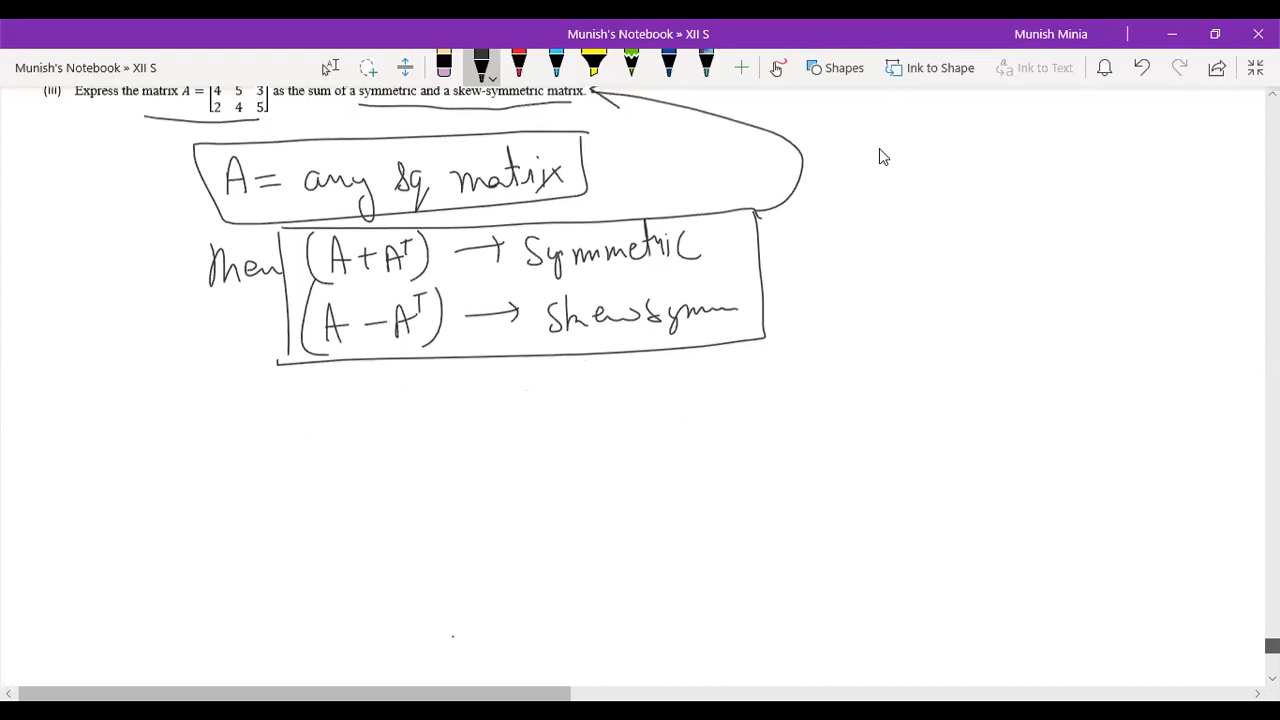 Munish's Notebook » XII S
Munish Minia
Munish's Notebook » XII S
Shapes
Ink to Shape
Ink to Text
(iii) Express the matrix A = [4 5 3] as the sum of a symmetric and a skew-symmetric matrix.
[2 4 5]
A = any sq matrix
Then (A + A^T) → Symmetric
(A − A^T) → Skewsymm